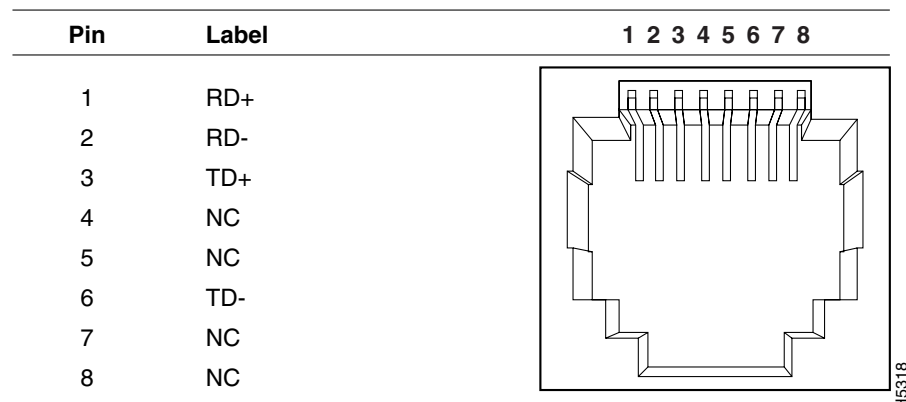 Pin Label 1 2 3 4 5 6 7 8
1 RD+
2 RD-
3 TD+
4 NC
5 NC
6 TD-
7 NC
8 NC